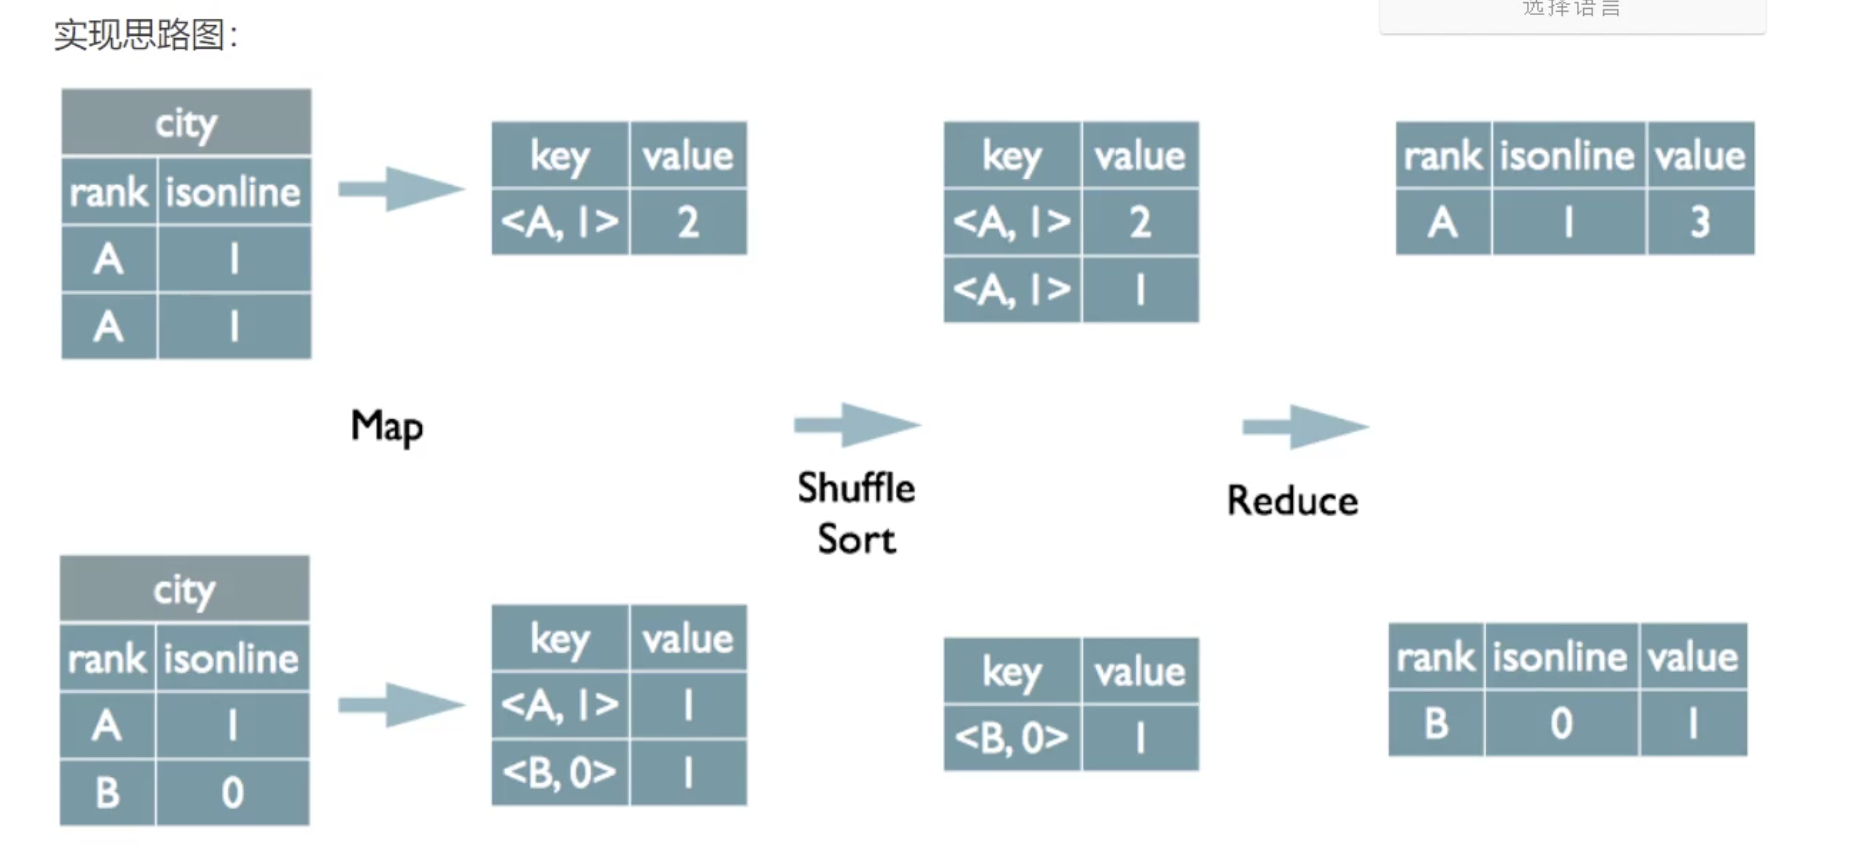 选择语言
实现思路图：
city
rank isonline
A 1
A 1
key value
<A, 1> 2
key value
<A, 1> 2
<A, 1> 1
rank isonline value
A 1 3
Map
Shuffle
Sort
Reduce
city
rank isonline
A 1
B 0
key value
<A, 1> 1
<B, 0> 1
key value
<B, 0> 1
rank isonline value
B 0 1